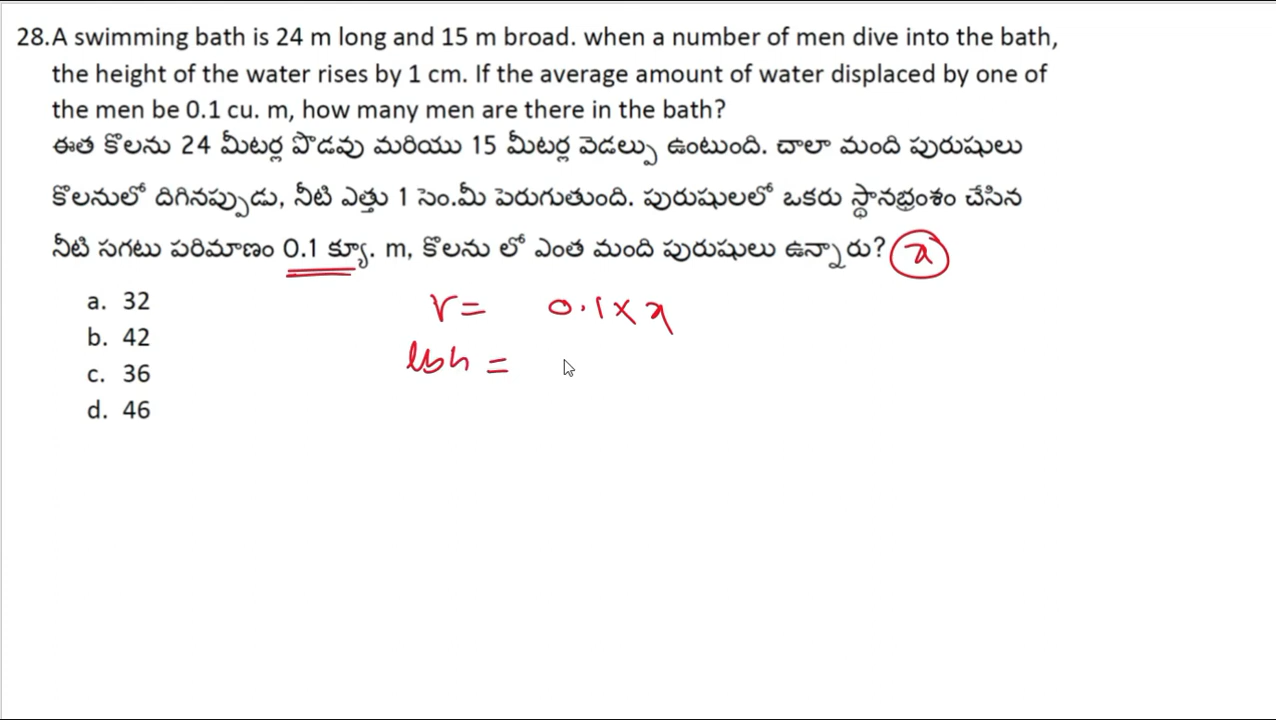 28.A swimming bath is 24 m long and 15 m broad. when a number of men dive into the bath,
the height of the water rises by 1 cm. If the average amount of water displaced by one of
the men be 0.1 cu. m, how many men are there in the bath?
ఈత కొలను 24 మీటర్ల పొడవు మరియు 15 మీటర్ల వెడల్పు ఉంటుంది. చాలా మంది పురుషులు
కొలనులో దిగినప్పుడు, నీటి ఎత్తు 1 సెం.మీ పెరుగుతుంది. పురుషులలో ఒకరు స్థానభ్రంశం చేసిన
నీటి సగటు పరిమాణం 0.1 క్యూ. m, కొలను లో ఎంత మంది పురుషులు ఉన్నారు? x
a. 32
b. 42
c. 36
d. 46
V = 0.1 × x
lbh =